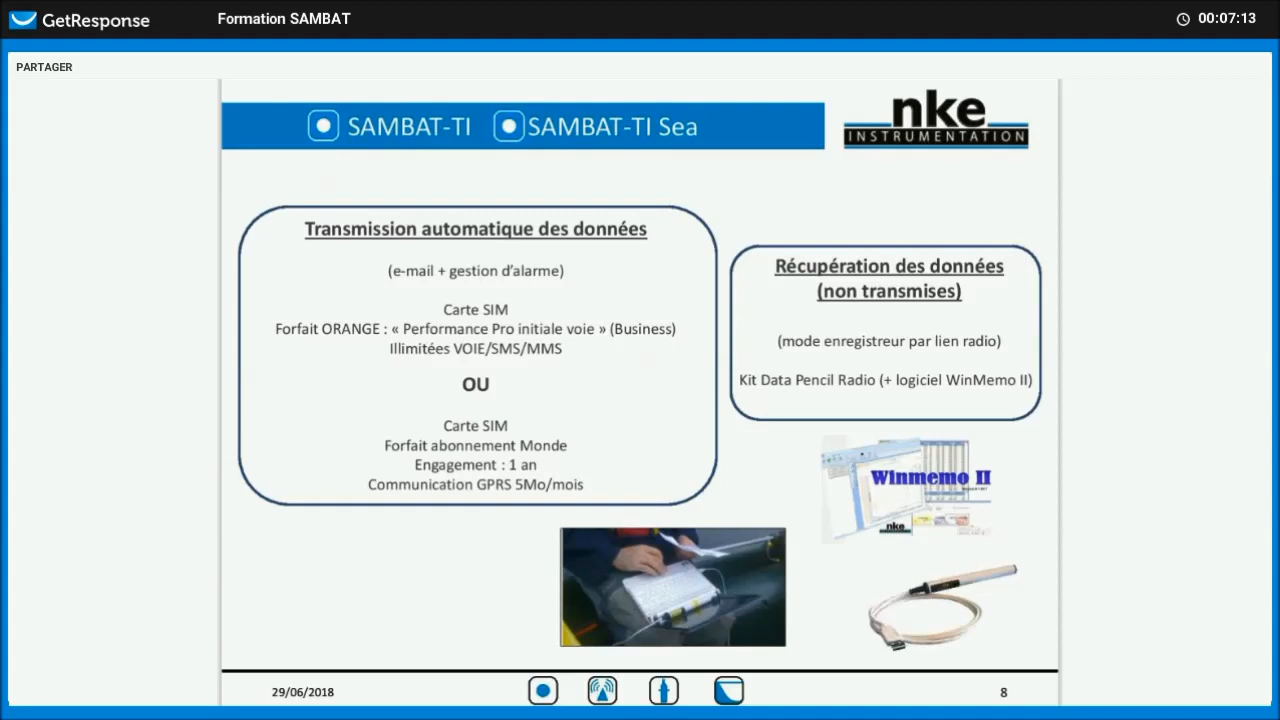 GetResponse
Formation SAMBAT
00:07:13
PARTAGER
SAMBAT-TI
SAMBAT-TI Sea
nke
INSTRUMENTATION
Transmission automatique des données
(e-mail + gestion d'alarme)
Carte SIM
Forfait ORANGE : « Performance Pro initiale voie » (Business)
Illimitées VOIE/SMS/MMS
OU
Carte SIM
Forfait abonnement Monde
Engagement : 1 an
Communication GPRS 5Mo/mois
Récupération des données
(non transmises)
(mode enregistreur par lien radio)
Kit Data Pencil Radio (+ logiciel WinMemo II)
Winmemo II
nke
29/06/2018
8